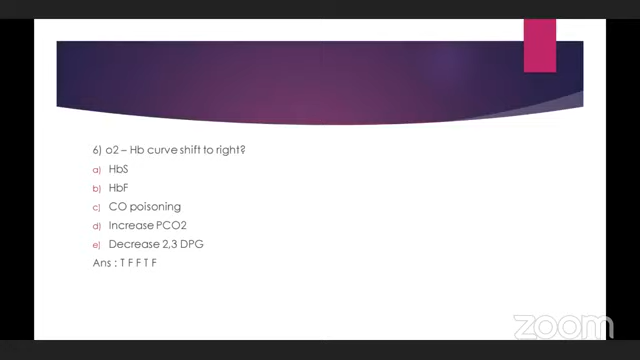 6) o2 – Hb curve shift to right?
a) HbS
b) HbF
c) CO poisoning
d) Increase PCO2
e) Decrease 2,3 DPG
Ans : T F F T F
zoom